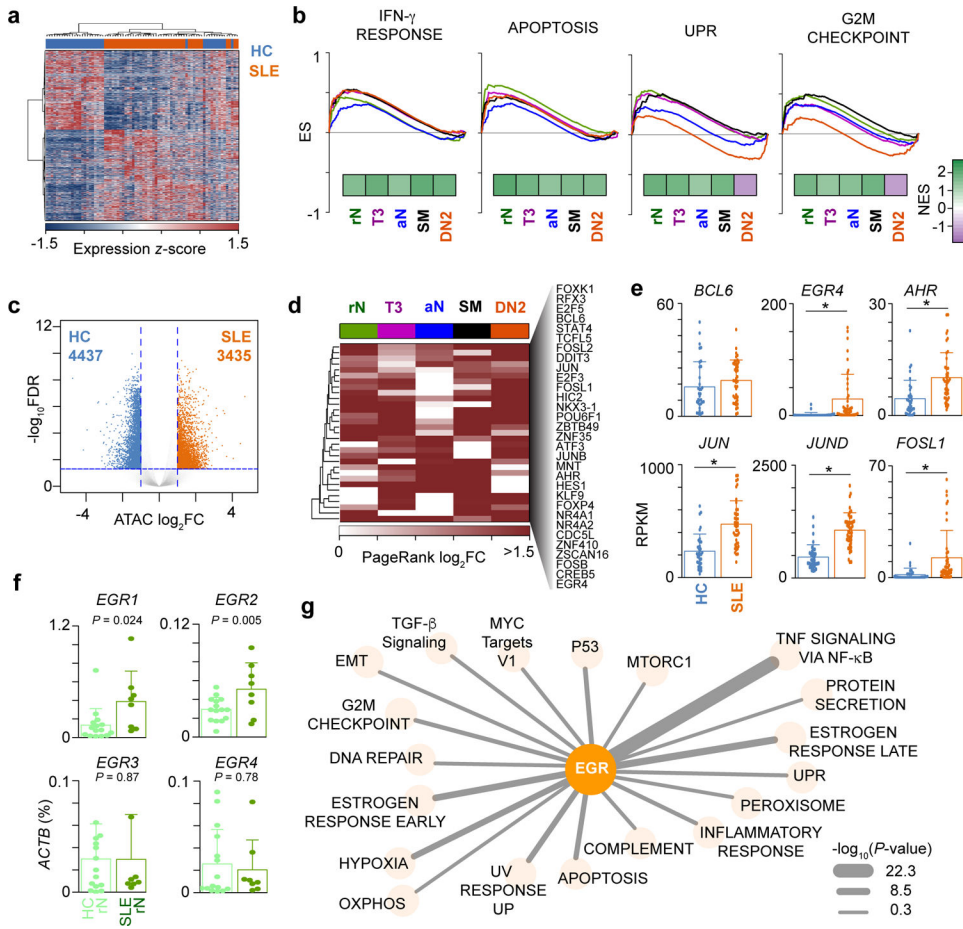 a
HC
SLE
-1.5
1.5
Expression z-score
b
IFN-γ
RESPONSE
APOPTOSIS
UPR
G2M
CHECKPOINT
1
ES
-1
rN
T3
aN
SM
DN2
rN
T3
aN
SM
DN2
rN
T3
aN
SM
DN2
rN
T3
aN
SM
DN2
NES
2
1
0
-1
c
12
-log10FDR
0
HC
4437
SLE
3435
-4
0
4
ATAC log2FC
d
rN
T3
aN
SM
DN2
0
>1.5
PageRank log2FC
FOXK1
RFX3
E2F5
BCL6
STAT4
TCFL5
FOSL2
DDIT3
JUN
E2F3
FOSL1
HIC2
NKX3-1
POU6F1
ZBTB49
ZNF35
ATF3
JUNB
MNT
AHR
HES1
KLF9
FOXP4
NR4A1
NR4A2
CDC5L
ZNF410
ZSCAN16
FOSB
CREB5
EGR4
e
BCL6
60
0
EGR4
200
*
0
AHR
30
*
0
JUN
1000
*
0
RPKM
HC
SLE
JUND
2500
*
0
FOSL1
70
*
0
f
EGR1
P = 0.024
1.2
0
EGR2
P = 0.005
0.12
0
EGR3
P = 0.87
0.1
0
EGR4
P = 0.78
0.1
0
ACTB (%)
HC
rN
SLE
rN
g
TGF-β
Signaling
MYC
Targets
V1
P53
MTORC1
TNF SIGNALING
VIA NF-κB
EMT
PROTEIN
SECRETION
G2M
CHECKPOINT
ESTROGEN
RESPONSE LATE
DNA REPAIR
EGR
UPR
ESTROGEN
RESPONSE EARLY
PEROXISOME
HYPOXIA
INFLAMMATORY
RESPONSE
COMPLEMENT
OXPHOS
UV
RESPONSE
UP
APOPTOSIS
-log10(P-value)
22.3
8.5
0.3